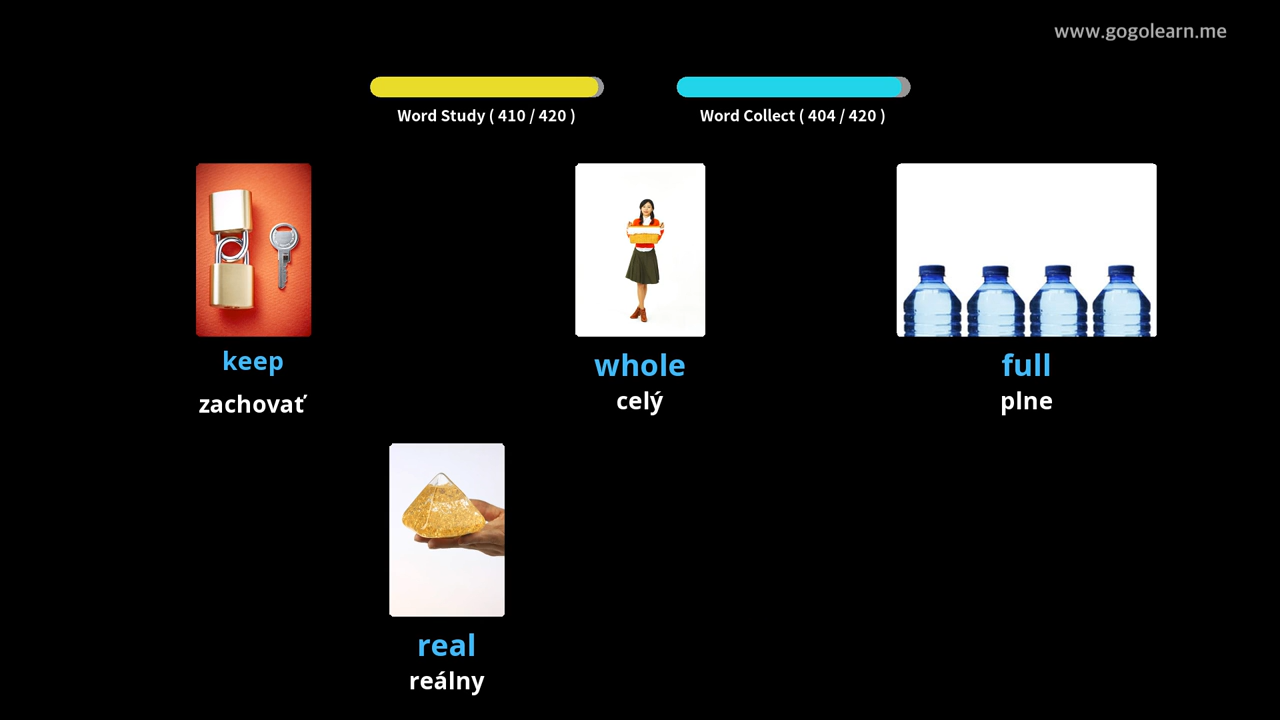 www.gogolearn.me
Word Study ( 410 / 420 )
Word Collect ( 404 / 420 )
keep
zachovať
whole
celý
full
plne
real
reálny